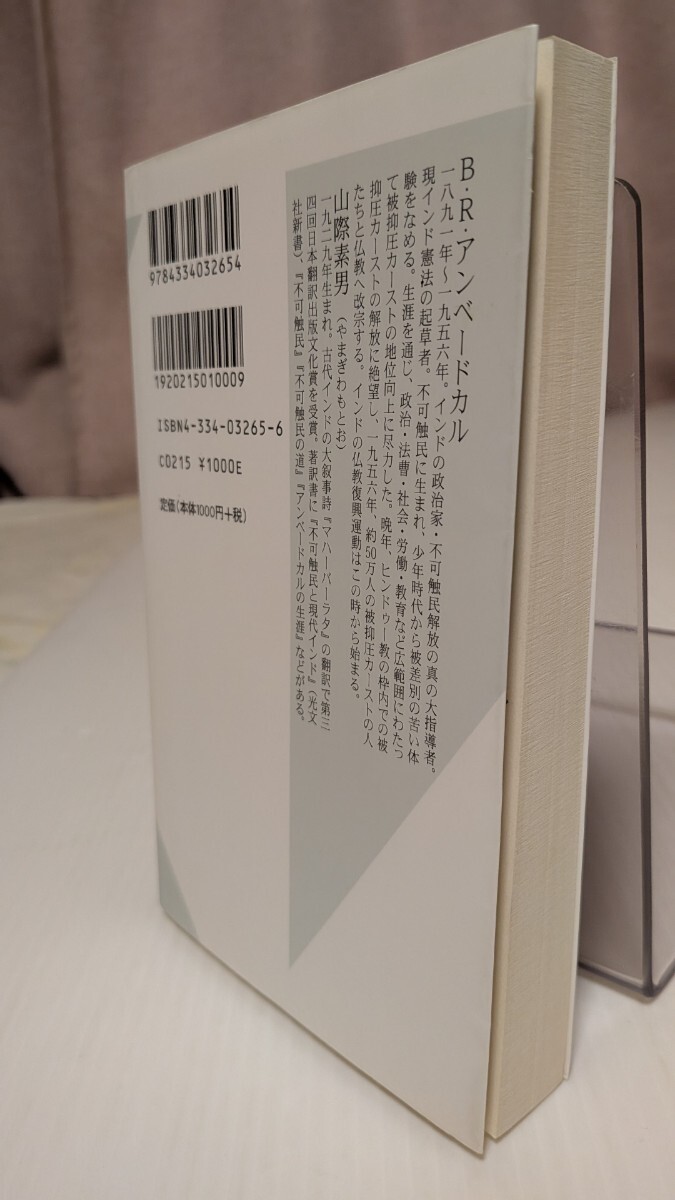 B・R・アンベードカル
一八九一年〜一九五六年。インドの政治家・不可触民解放の真の大指導者。
現インド憲法の起草者。不可触民に生まれ、少年時代から被差別の苦い体
験をなめる。生涯を通じ、政治・法曹・社会・労働・教育など広範囲にわたっ
て被抑圧カーストの地位向上に尽力した。晩年、ヒンドゥー教の枠内での被
抑圧カーストの解放に絶望し、一九五六年、約50万人の被抑圧カーストの人
たちと仏教へ改宗する。インドの仏教復興運動はこの時から始まる。
山際素男（やまぎわもとお）
一九二九年生まれ。古代インドの大叙事詩『マハーバーラタ』の翻訳で第三
四回日本翻訳出版文化賞を受賞。著訳書に『不可触民と現代インド』（光文
社新書）、『不可触民』『不可触民の道』『アンベードカルの生涯』などがある。
9784334032654
1920215010009
ISBN4-334-03265-6
C0215 ¥1000E
定価（本体1000円＋税）